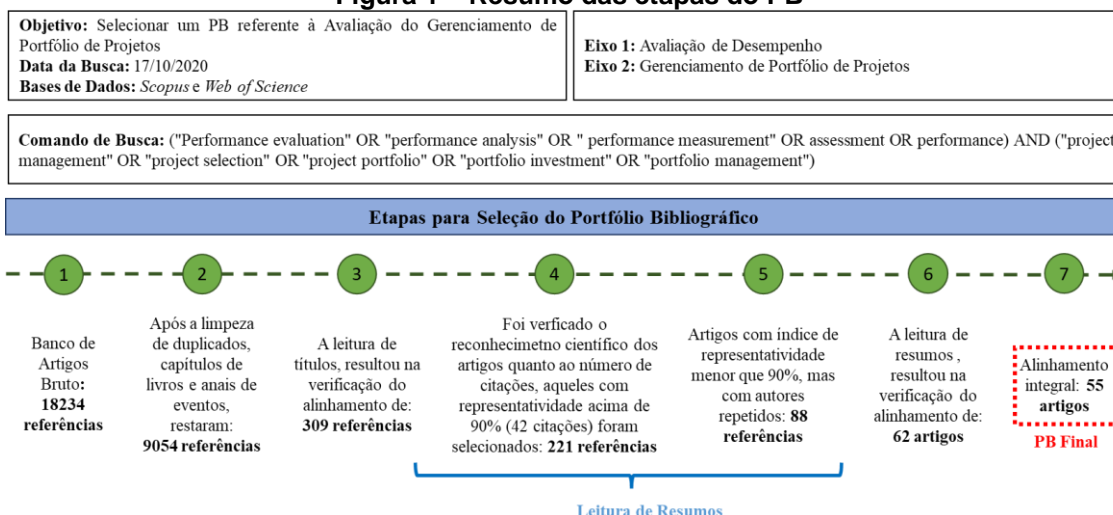 Figura 1 – Resumo das etapas do PB
Objetivo: Selecionar um PB referente à Avaliação do Gerenciamento de
Portfólio de Projetos
Data da Busca: 17/10/2020
Bases de Dados: Scopus e Web of Science
Eixo 1: Avaliação de Desempenho
Eixo 2: Gerenciamento de Portfólio de Projetos
Comando de Busca: ("Performance evaluation" OR "performance analysis" OR " performance measurement" OR assessment OR performance) AND ("project
management" OR "project selection" OR "project portfolio" OR "portfolio investment" OR "portfolio management")
Etapas para Seleção do Portfólio Bibliográfico
1
2
3
4
5
6
7
Banco de
Artigos
Bruto:
18234
referências
Após a limpeza
de duplicados,
capítulos de
livros e anais de
eventos,
restaram:
9054 referências
A leitura de
títulos, resultou na
verificação do
alinhamento de:
309 referências
Foi verficado o
reconhecimetno científico dos
artigos quanto ao número de
citações, aqueles com
representatividade acima de
90% (42 citações) foram
selecionados: 221 referências
Artigos com índice de
representatividade
menor que 90%, mas
com autores
repetidos: 88
referências
A leitura de
resumos ,
resultou na
verificação do
alinhamento de:
62 artigos
Alinhamento
integral: 55
artigos
PB Final
Leitura de Resumos